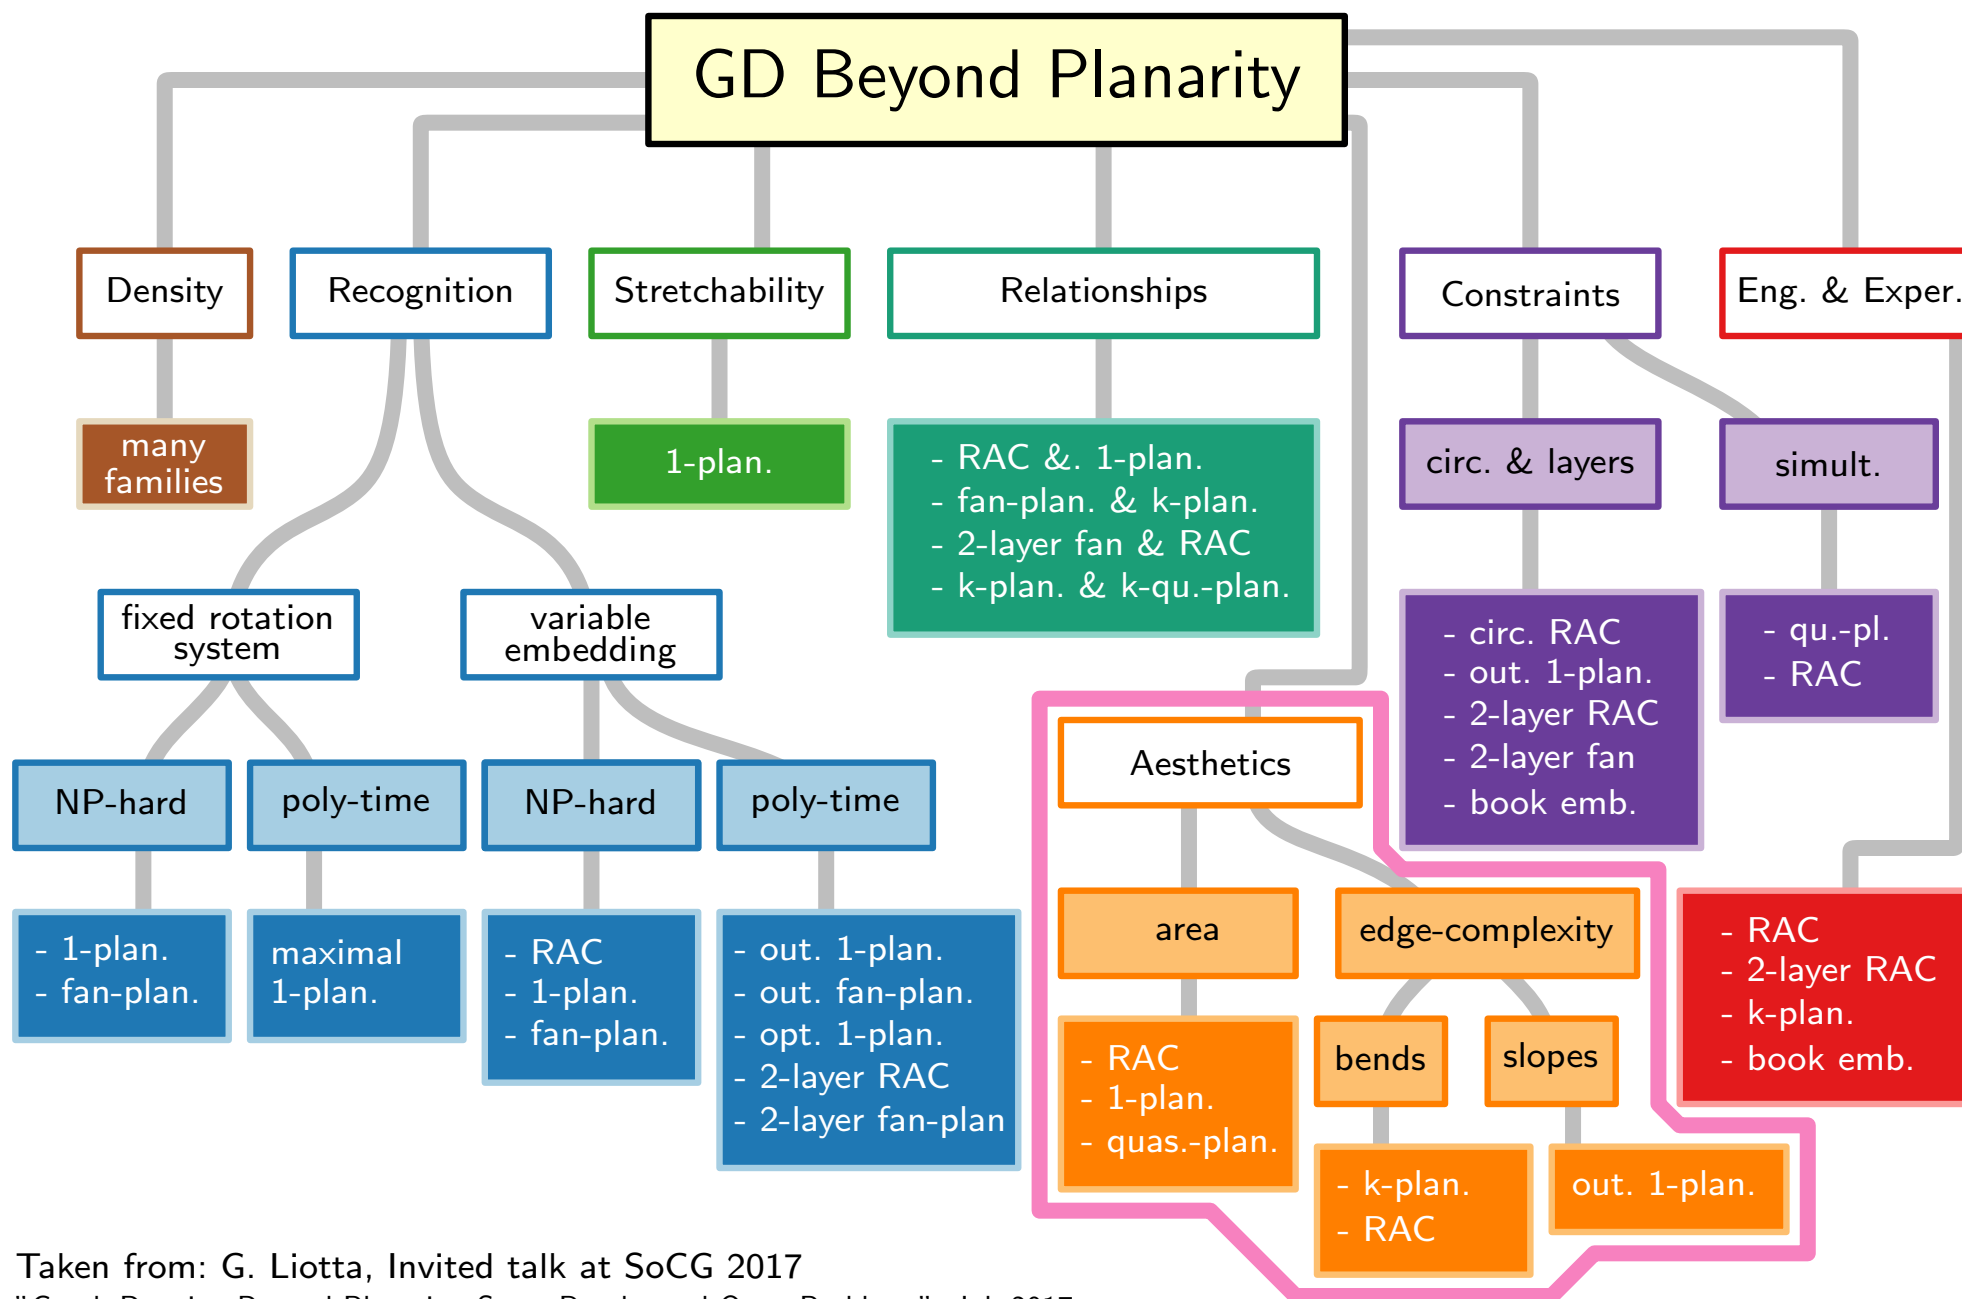 GD Beyond Planarity
Density
Recognition
Stretchability
Relationships
Constraints
Eng. & Exper.
many
families
1-plan.
- RAC &. 1-plan.
- fan-plan. & k-plan.
- 2-layer fan & RAC
- k-plan. & k-qu.-plan.
circ. & layers
simult.
fixed rotation
system
variable
embedding
- circ. RAC
- out. 1-plan.
- 2-layer RAC
- 2-layer fan
- book emb.
- qu.-pl.
- RAC
Aesthetics
NP-hard
poly-time
NP-hard
poly-time
area
edge-complexity
- 1-plan.
- fan-plan.
maximal
1-plan.
- RAC
- 1-plan.
- fan-plan.
- out. 1-plan.
- out. fan-plan.
- opt. 1-plan.
- 2-layer RAC
- 2-layer fan-plan
- RAC
- 2-layer RAC
- k-plan.
- book emb.
- RAC
- 1-plan.
- quas.-plan.
bends
slopes
- k-plan.
- RAC
out. 1-plan.
Taken from: G. Liotta, Invited talk at SoCG 2017